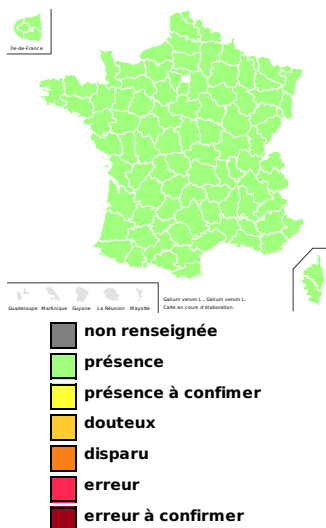 Île-de-France
Guadeloupe Martinique Guyane La Réunion Mayotte
Galium verum L., Galium verum L.
Carte en cours d'élaboration.
non renseignée
présence
présence à confimer
douteux
disparu
erreur
erreur à confirmer